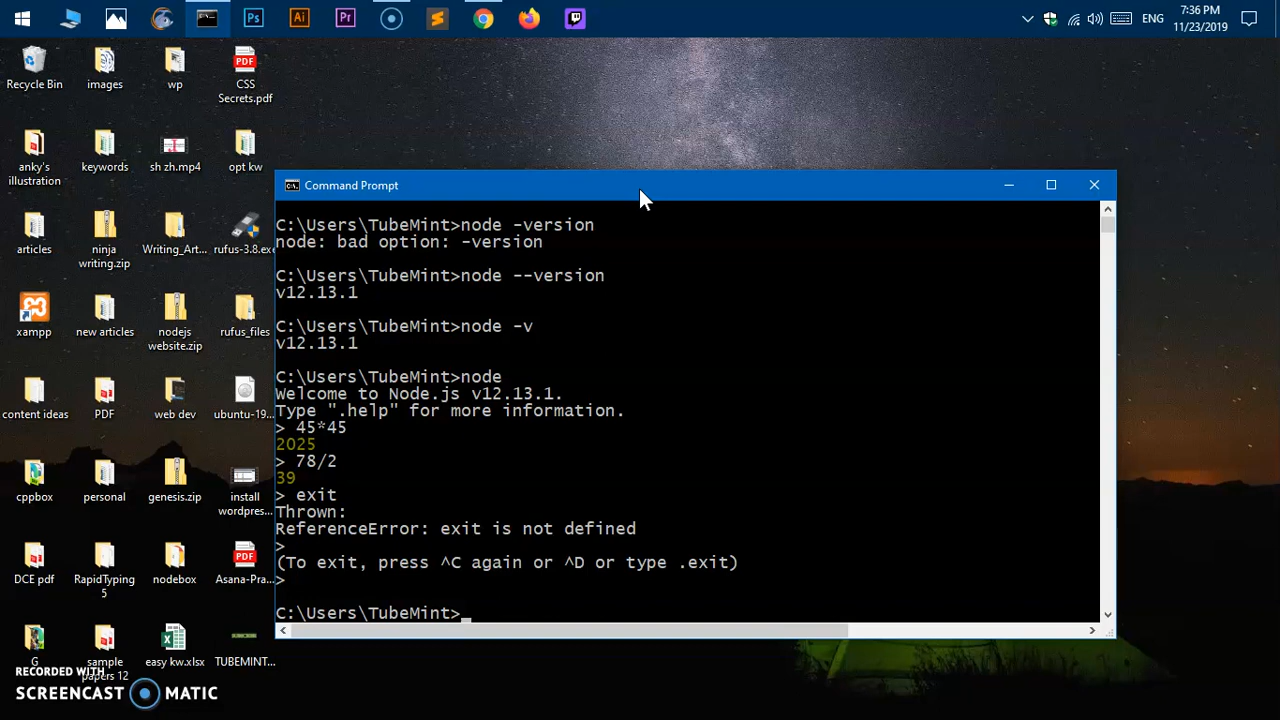 Ps
Ai
Pr
ENG
7:36 PM
11/23/2019
Recycle Bin
images
wp
PDF
CSS
Secrets.pdf
anky's
illustration
keywords
sh zh.mp4
opt kw
articles
ninja
writing.zip
Writing_Art...
rufus-3.8.exe
xampp
new articles
nodejs
website.zip
rufus_files
content ideas
PDF
web dev
ubuntu-19...
cppbox
personal
genesis.zip
install
wordpres...
DCE pdf
RapidTyping
5
nodebox
PDF
Asana-Pra...
G
sample
papers 12
easy kw.xlsx
TUBEMINT...
Command Prompt
C:\Users\TubeMint>node -version
node: bad option: -version
C:\Users\TubeMint>node --version
v12.13.1
C:\Users\TubeMint>node -v
v12.13.1
C:\Users\TubeMint>node
Welcome to Node.js v12.13.1.
Type ".help" for more information.
> 45*45
2025
> 78/2
39
> exit
Thrown:
ReferenceError: exit is not defined
>
(To exit, press ^C again or ^D or type .exit)
>
C:\Users\TubeMint>_
RECORDED WITH
SCREENCAST MATIC